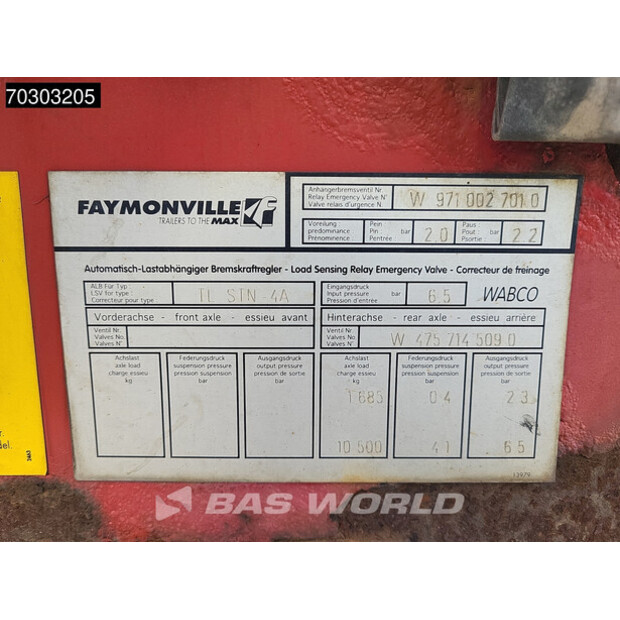 70303205
FAYMONVILLE
TRAILERS TO THE MAX
Anhangerbremsventil Nr
Relay Emergency Valve N°
Valve relais d'urgence N.
W 971 002 701 0
Voreilung
predominance
Prenominence :
Pein :
Pin : bar
Pentrée
2.0
Paus :
Pout : bar
Psortie :
2.2
Automatisch-Lastabhängiger Bremskraftregler - Load Sensing Relay Emergency Valve - Correcteur de freinage
ALB Für Typ :
LSV for type :
Correcteur pour type
TL STN 4A
Eingangsdruck
Input pressure bar
Pression d'entrée
6.5
WABCO
Vorderachse - front axle - essieu avant
Hinterachse - rear axle - essieu arrière
Ventil Nr
Valves No.
Valves N°
Ventil Nr
Valves No.
Valves N°
W 475 714 509 0
Achslast
axle load
charge essieu
kg
Federungsdruck
suspension pressure
pression suspension
bar
Ausgangsdruck
output pressure
pression de sortie
bar
Achslast
axle load
charge essieu
kg
Federungsdruck
suspension pressure
pression suspension
bar
Ausgangsdruck
output pressure
pression de sortie
bar
1685 0.4 2.3
10 500 4.1 6.5
13979
r.
del.
BAS WORLD